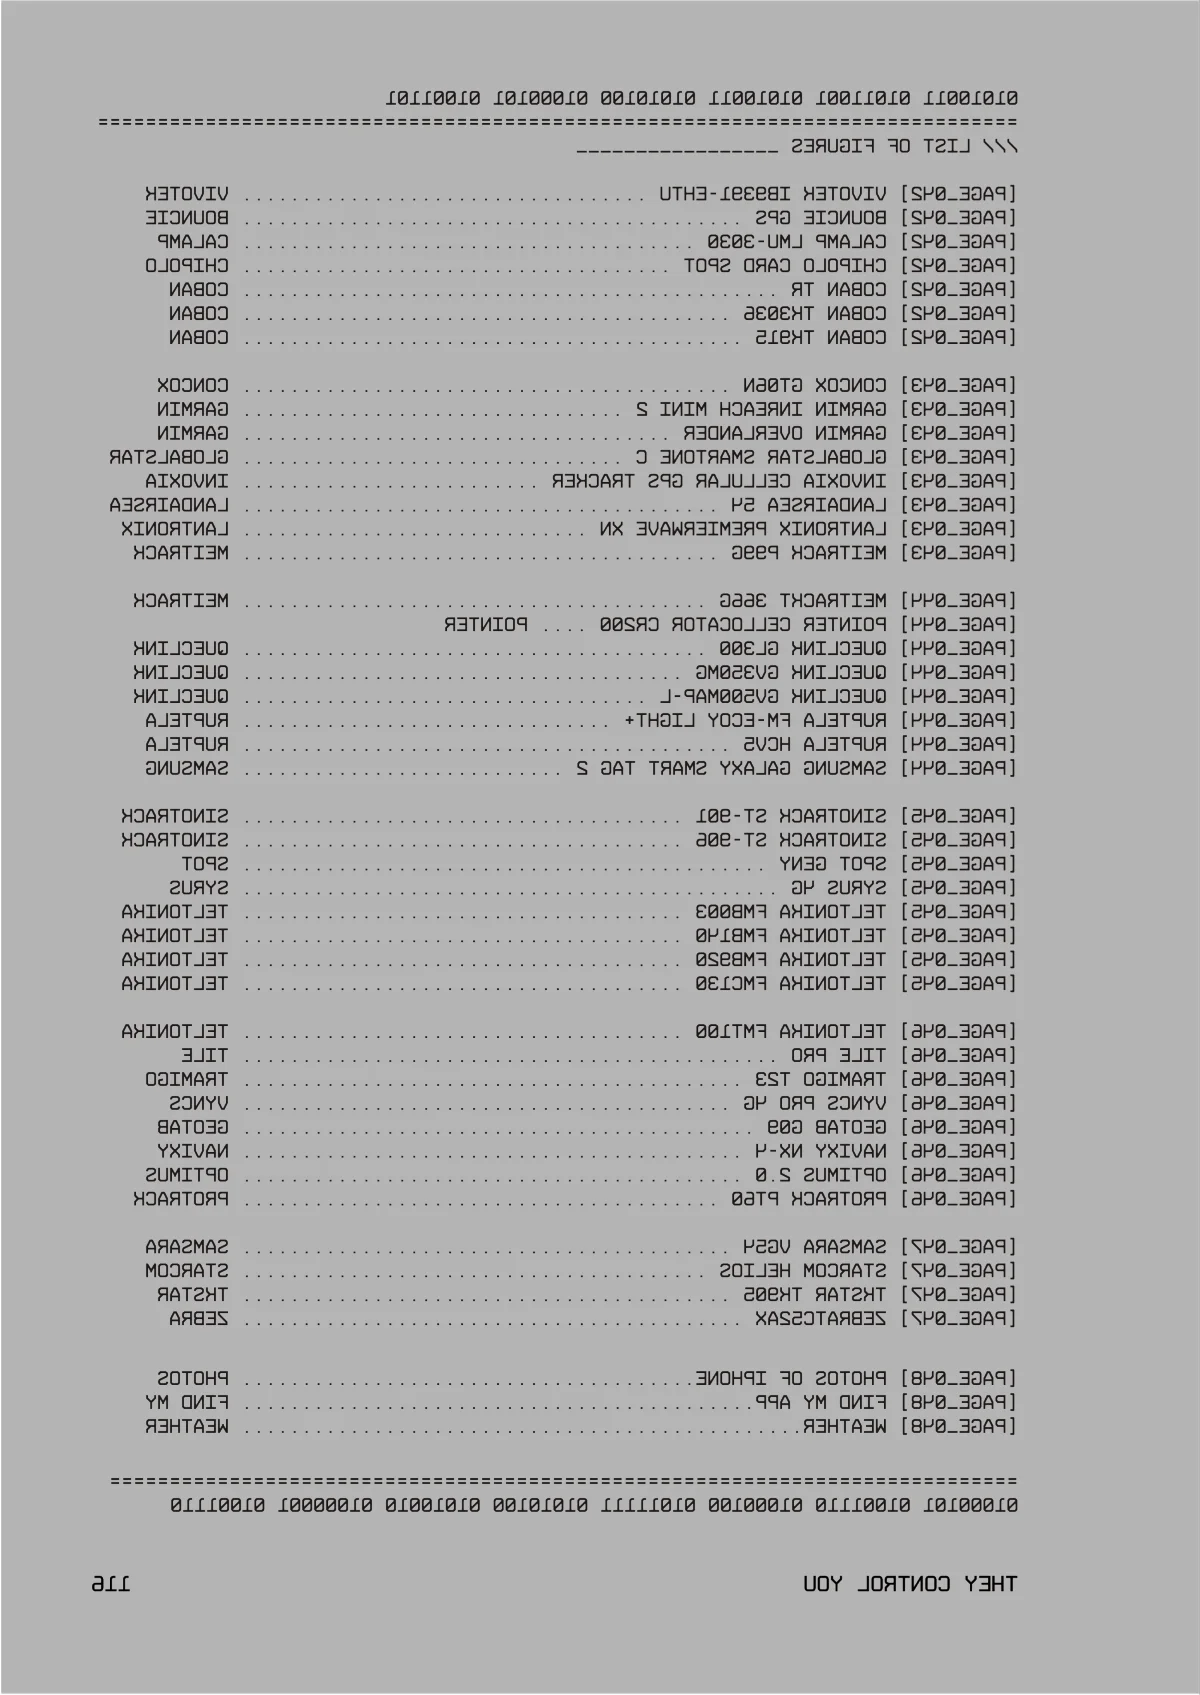 01010011 01011001 01010011 01010100 01000101 01001101
=============================================================================
/// LIST OF FIGURES _________________
[PAGE_042] VIVOTEK IB9391-EHTU .................................. VIVOTEK
[PAGE_042] BOUNCIE GPS .......................................... BOUNCIE
[PAGE_042] CALAMP LMU-3030 ...................................... CALAMP
[PAGE_042] CHIPOLO CARD SPOT .................................... CHIPOLO
[PAGE_042] COBAN TR ............................................. COBAN
[PAGE_042] COBAN TK3036 ......................................... COBAN
[PAGE_042] COBAN TK915 .......................................... COBAN
[PAGE_043] CONCOX GT06N ......................................... CONCOX
[PAGE_043] GARMIN INREACH MINI 2 ................................ GARMIN
[PAGE_043] GARMIN OVERLANDER .................................... GARMIN
[PAGE_043] GLOBALSTAR SMARTONE C ................................ GLOBALSTAR
[PAGE_043] INVOXIA CELLULAR GPS TRACKER ......................... INVOXIA
[PAGE_043] LANDAIRSEA 54 ........................................ LANDAIRSEA
[PAGE_043] LANTRONIX PREMIERWAVE XN ............................. LANTRONIX
[PAGE_043] MEITRACK P99G ........................................ MEITRACK
[PAGE_044] MEITRACKT 366G ....................................... MEITRACK
[PAGE_044] POINTER CELLOCATOR CR200 .... POINTER
[PAGE_044] QUECLINK GL300 ....................................... QUECLINK
[PAGE_044] QUECLINK GV350MG ..................................... QUECLINK
[PAGE_044] QUECLINK GV500MAP-L .................................. QUECLINK
[PAGE_044] RUPTELA FM-ECOY LIGHT+ ............................... RUPTELA
[PAGE_044] RUPTELA HCV5 ......................................... RUPTELA
[PAGE_044] SAMSUNG GALAXY SMART TAG 2 ........................... SAMSUNG
[PAGE_045] SINOTRACK ST-901 ..................................... SINOTRACK
[PAGE_045] SINOTRACK ST-906 ..................................... SINOTRACK
[PAGE_045] SPOT GENY ............................................ SPOT
[PAGE_045] SYRUS 4G ............................................. SYRUS
[PAGE_045] TELTONIKA FMB003 ..................................... TELTONIKA
[PAGE_045] TELTONIKA FMB140 ..................................... TELTONIKA
[PAGE_045] TELTONIKA FMB920 ..................................... TELTONIKA
[PAGE_045] TELTONIKA FMC130 ..................................... TELTONIKA
[PAGE_046] TELTONIKA FMT100 ..................................... TELTONIKA
[PAGE_046] TILE PRO ............................................. TILE
[PAGE_046] TRAMIGO T23 .......................................... TRAMIGO
[PAGE_046] VYNCS PRO 4G ......................................... VYNCS
[PAGE_046] GEOTAB GO9 ........................................... GEOTAB
[PAGE_046] NAVIXY NX-4 .......................................... NAVIXY
[PAGE_046] OPTIMUS 2.0 .......................................... OPTIMUS
[PAGE_046] PROTRACK PT60 ........................................ PROTRACK
[PAGE_047] SAMSARA VG54 ......................................... SAMSARA
[PAGE_047] STARCOM HELIOS ....................................... STARCOM
[PAGE_047] TKSTAR TK905 ......................................... TKSTAR
[PAGE_047] ZEBRATC52AX .......................................... ZEBRA
[PAGE_048] PHOTOS OF IPHONE...................................... PHOTOS
[PAGE_048] FIND MY APP........................................... FIND MY
[PAGE_048] WEATHER............................................... WEATHER
============================================================================
01000101 01001110 01000100 01011111 01010100 01010010 01000001 01001110
THEY CONTROL YOU 116